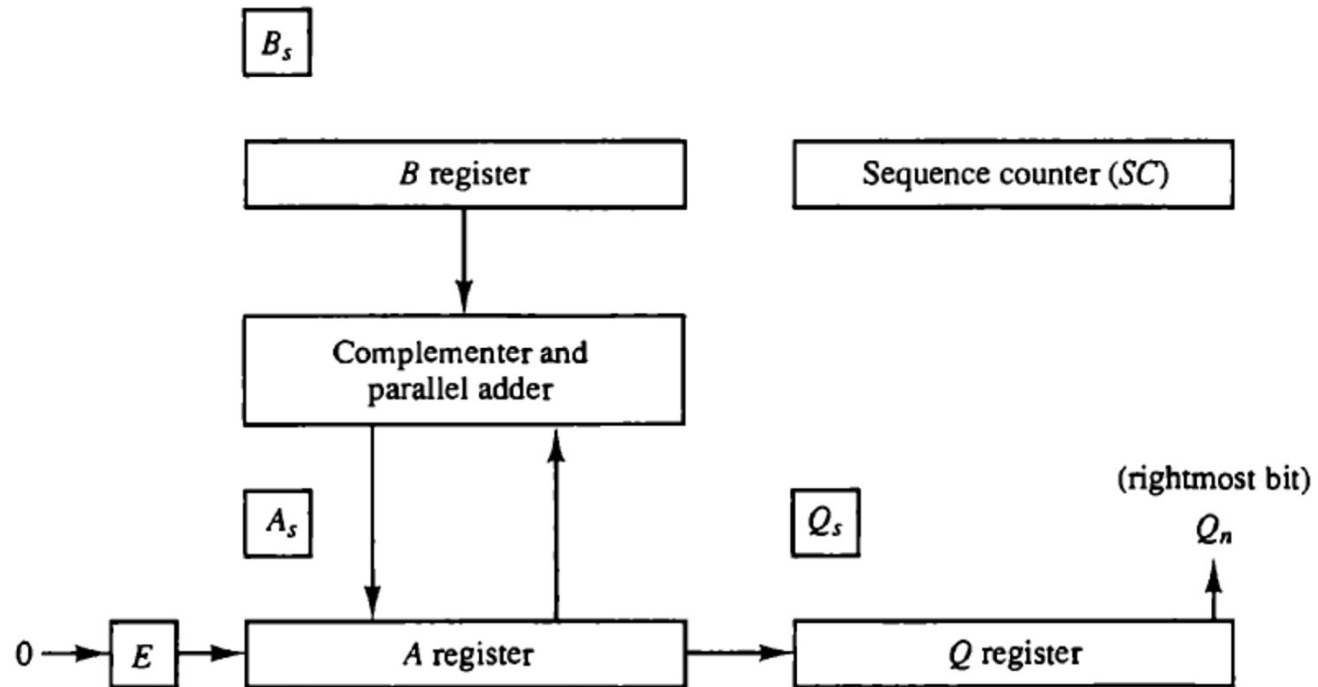 B_s
B register
Sequence counter (SC)
Complementer and
parallel adder
(rightmost bit)
A_s
Q_s
Q_n
0
E
A register
Q register